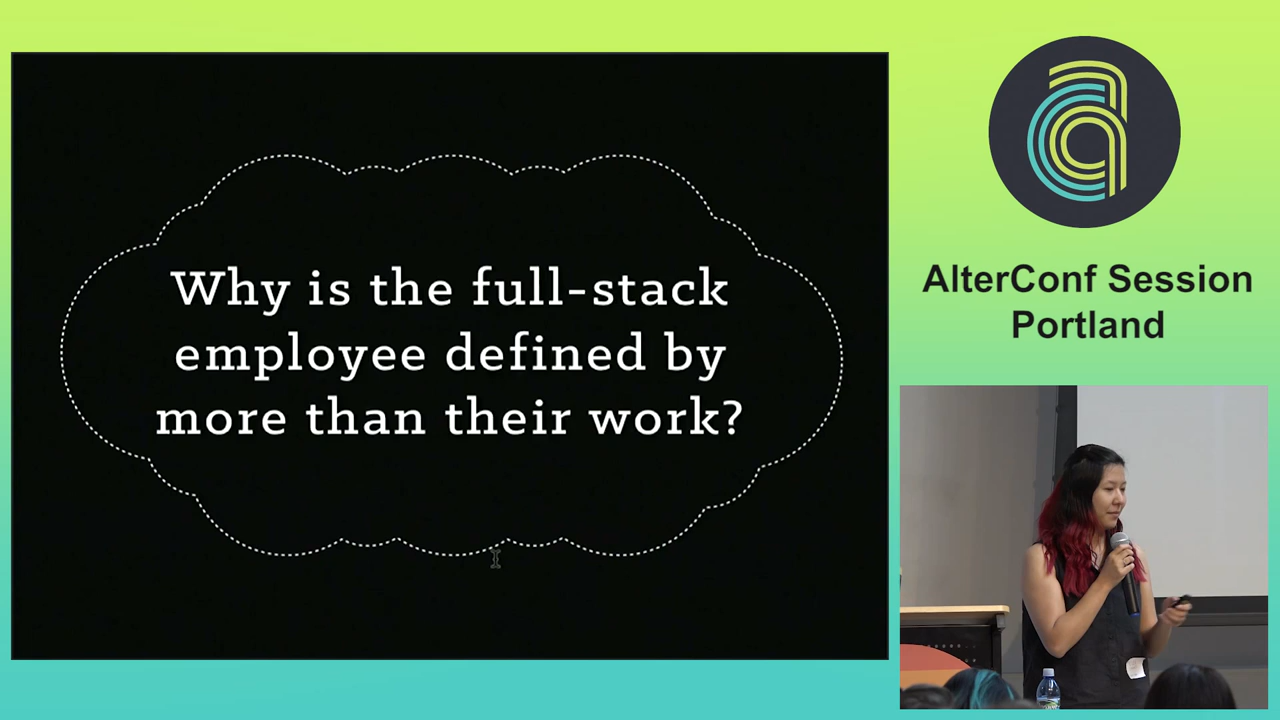 Why is the full-stack
employee defined by
more than their work?
AlterConf Session
Portland